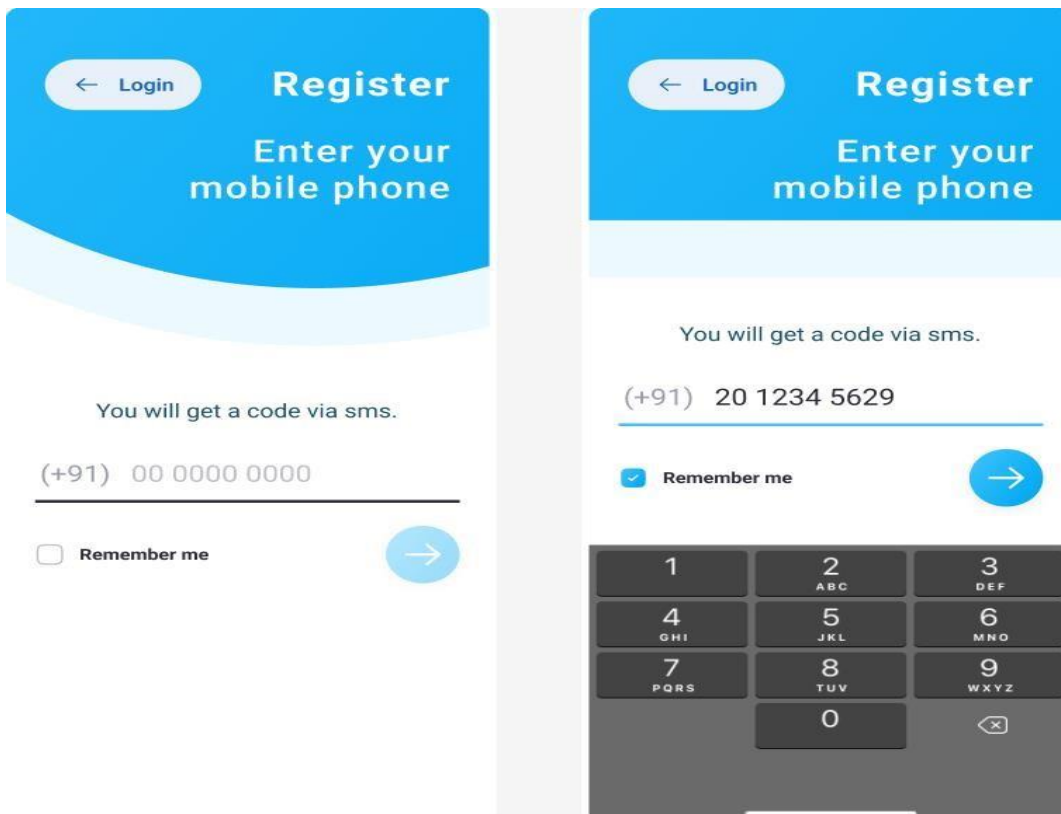 ← Login
Register
Enter your
mobile phone
You will get a code via sms.
(+91) 00 0000 0000
Remember me
← Login
Register
Enter your
mobile phone
You will get a code via sms.
(+91) 20 1234 5629
Remember me
1 2 3
ABC DEF
4 5 6
GHI JKL MNO
7 8 9
PQRS TUV WXYZ
0